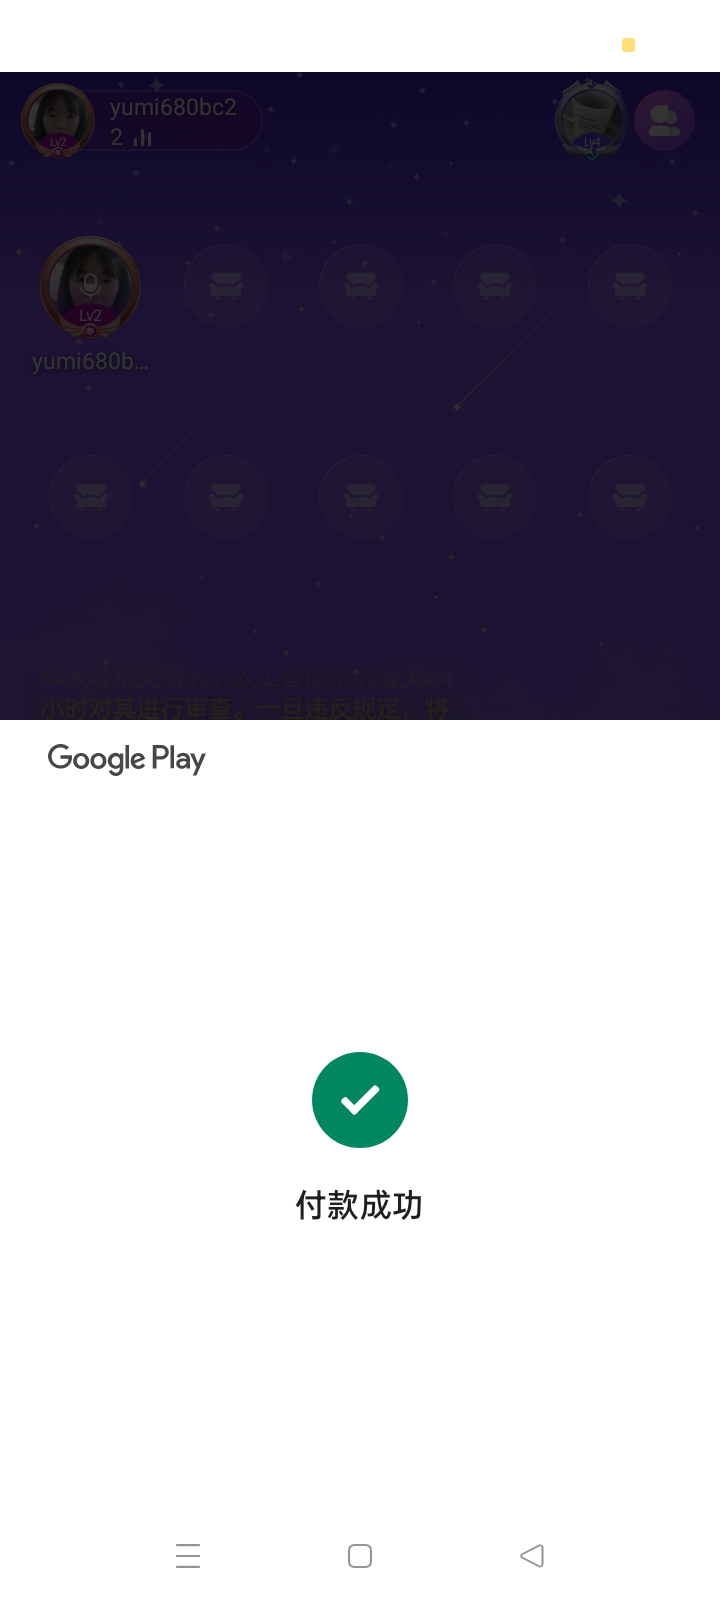 yumi680bc2
2
Lv2
Lv4
Lv2
yumi680b...
年人等相关情况。人工智能系统每天24
小时对其进行审查。一旦违反规定，将
Google Play
付款成功